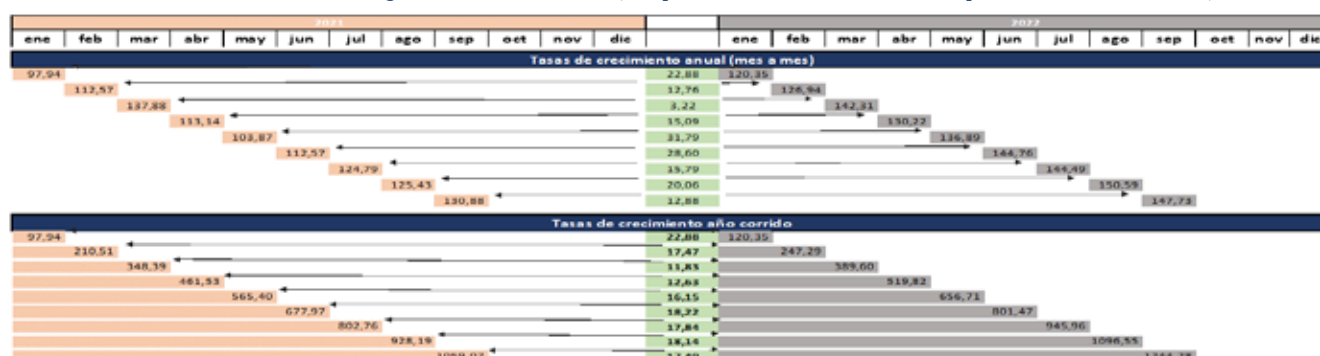 2021 2022
ene feb mar abr may jun jul ago sep oct nov dic ene feb mar abr may jun jul ago sep oct nov dic
Tasas de crecimiento anual (mes a mes)
97,94 22,88 120,35
112,57 12,76 126,94
137,88 3,22 142,31
113,14 15,09 130,22
103,87 31,79 136,89
112,57 28,60 144,76
124,79 15,79 144,49
125,43 20,06 150,59
130,88 12,88 147,73
Tasas de crecimiento año corrido
97,94 22,88 120,35
210,51 17,47 247,29
348,39 11,83 389,60
461,53 12,63 519,82
565,40 16,15 656,71
677,97 18,22 801,47
802,76 17,84 945,96
928,19 18,14 1096,55